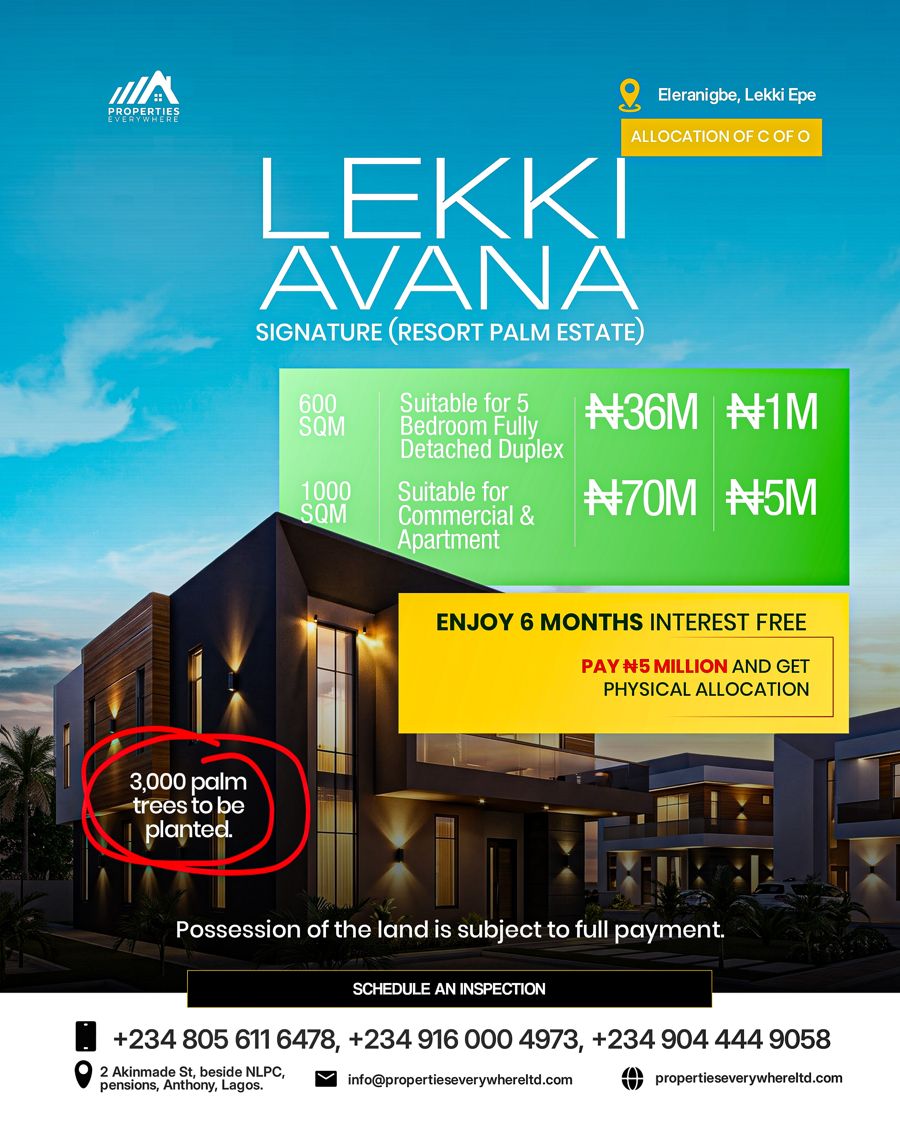 PROPERTIES
EVERYWHERE
Eleranigbe, Lekki Epe
ALLOCATION OF C OF O
LEKKI
AVANA
SIGNATURE (RESORT PALM ESTATE)
600
SQM
Suitable for 5
Bedroom Fully
Detached Duplex
₦36M
₦1M
1000
SQM
Suitable for
Commercial &
Apartment
₦70M
₦5M
ENJOY 6 MONTHS INTEREST FREE
PAY ₦5 MILLION AND GET
PHYSICAL ALLOCATION
3,000 palm
trees to be
planted.
Possession of the land is subject to full payment.
SCHEDULE AN INSPECTION
+234 805 611 6478, +234 916 000 4973, +234 904 444 9058
2 Akinmade St, beside NLPC,
pensions, Anthony, Lagos.
info@propertieseverywhereltd.com
propertieseverywhereltd.com